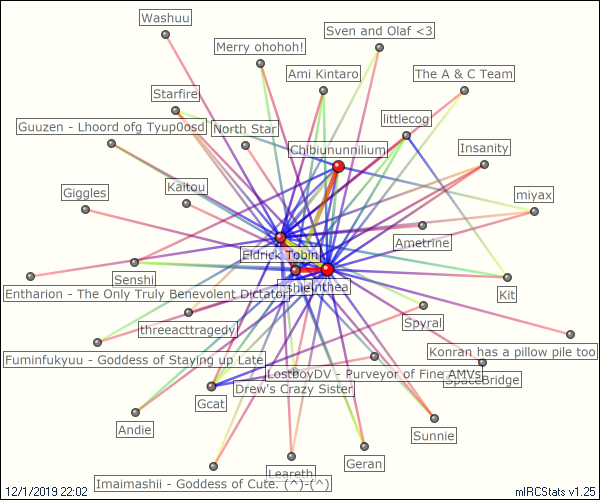 Washuu
Sven and Olaf <3
Merry ohohoh!
Ami Kintaro
The A & C Team
Starfire
littlecog
Guuzen - Lhoord ofg Tyup0osd
North Star
Chibiununnilium
Insanity
Giggles
Kaitou
miyax
Ametrine
Eldrick Tobin
Senshi
Kit
Entharion - The Only Truly Benevolent Dictator
shie
nthea
Spyral
threeacttragedy
Konran has a pillow pile too
Fuminfukyuu - Goddess of Staying up Late
LostboyDV - Purveyor of Fine AMVs
SpaceBridge
Drew's Crazy Sister
Gcat
Andie
Sunnie
Geran
Leareth
Imaimashii - Goddess of Cute. (^)-(^)
12/1/2019 22:02
mIRCStats v1.25